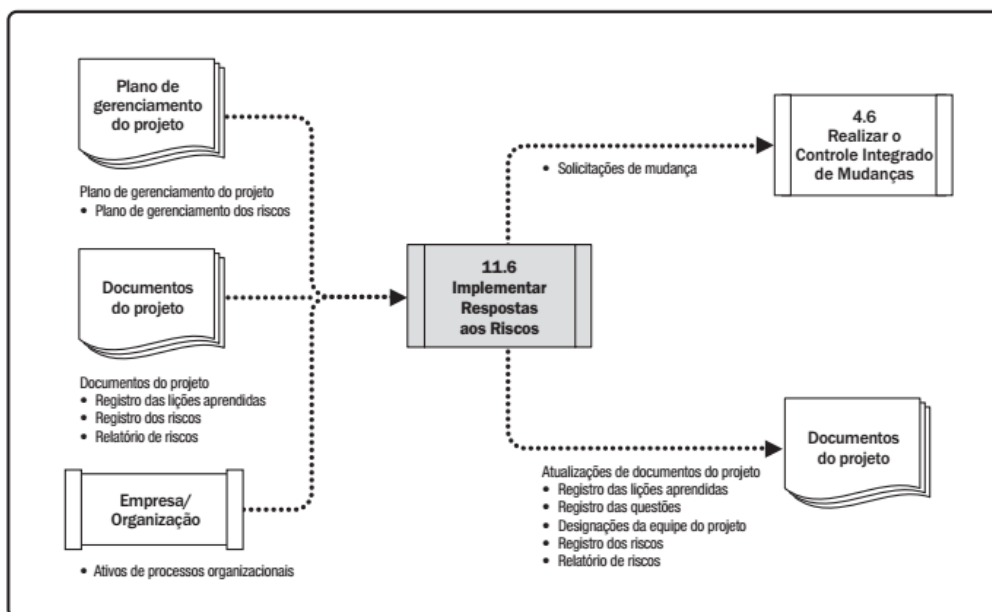 Plano de
gerenciamento
do projeto
Plano de gerenciamento do projeto
• Plano de gerenciamento dos riscos
Documentos
do projeto
Documentos do projeto
• Registro das lições aprendidas
• Registro dos riscos
• Relatório de riscos
Empresa/
Organização
• Ativos de processos organizacionais
11.6
Implementar
Respostas
aos Riscos
• Solicitações de mudança
4.6
Realizar o
Controle Integrado
de Mudanças
Atualizações de documentos do projeto
• Registro das lições aprendidas
• Registro das questões
• Designações da equipe do projeto
• Registro dos riscos
• Relatório de riscos
Documentos
do projeto